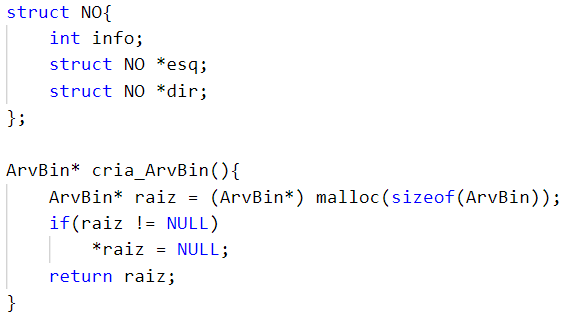 struct NO{
    int info;
    struct NO *esq;
    struct NO *dir;
};

ArvBin* cria_ArvBin(){
    ArvBin* raiz = (ArvBin*) malloc(sizeof(ArvBin));
    if(raiz != NULL)
        *raiz = NULL;
    return raiz;
}